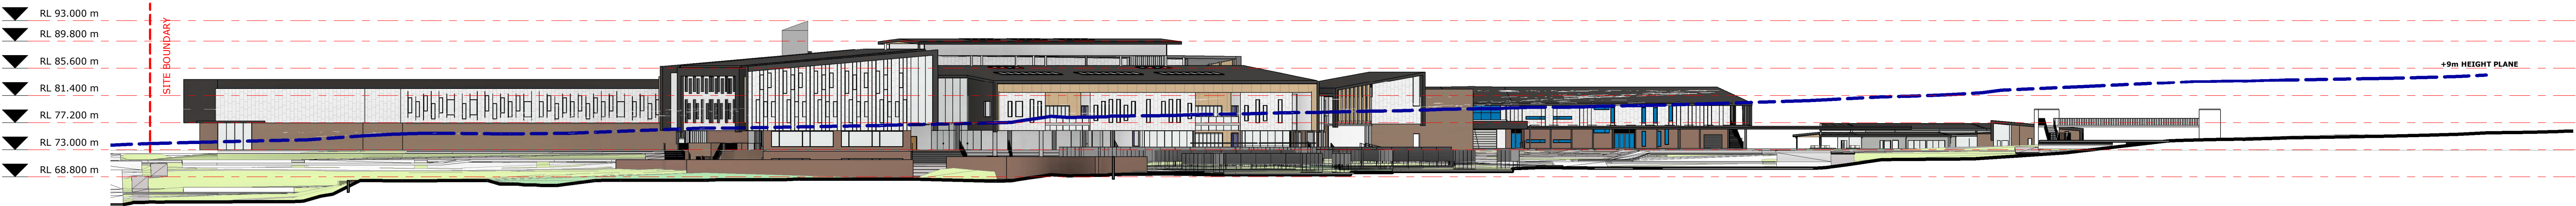 RL 93.000 m
RL 89.800 m
RL 85.600 m
RL 81.400 m
RL 77.200 m
RL 73.000 m
RL 68.800 m
SITE BOUNDARY
+9m HEIGHT PLANE